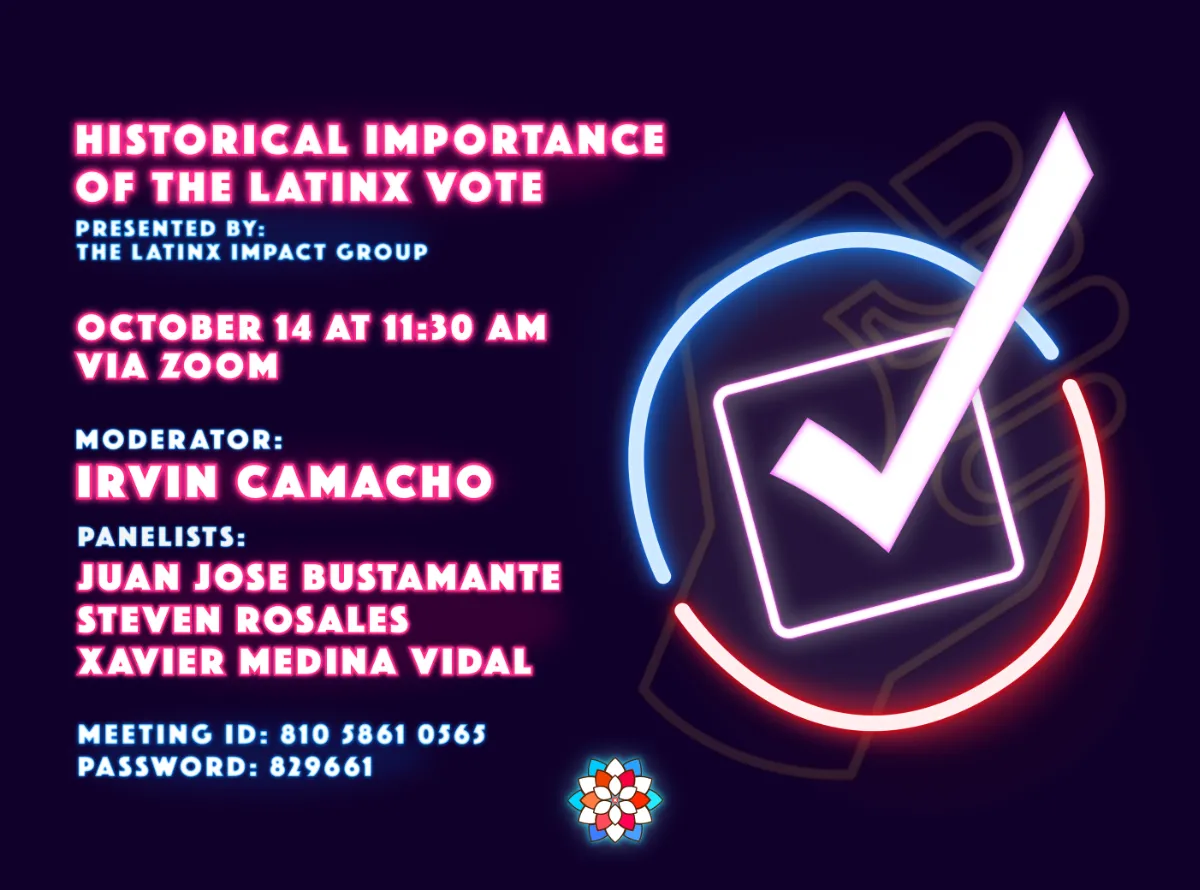 HISTORICAL IMPORTANCE
OF THE LATINX VOTE
PRESENTED BY:
THE LATINX IMPACT GROUP
OCTOBER 14 AT 11:30 AM
VIA ZOOM
MODERATOR:
IRVIN CAMACHO
PANELISTS:
JUAN JOSE BUSTAMANTE
STEVEN ROSALES
XAVIER MEDINA VIDAL
MEETING ID: 810 5861 0565
PASSWORD: 829661